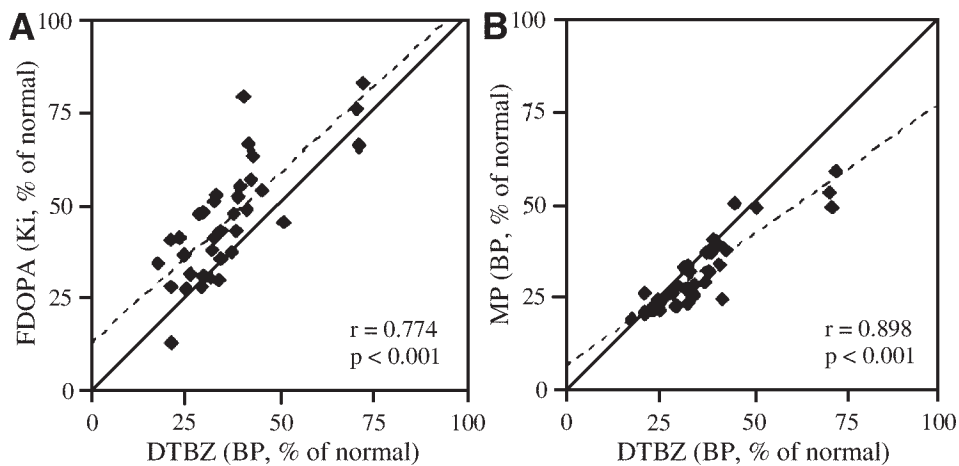 A
FDOPA (Ki, % of normal)
100
75
50
25
0
r = 0.774
p < 0.001
0 25 50 75 100
DTBZ (BP, % of normal)
B
MP (BP, % of normal)
100
75
50
25
0
r = 0.898
p < 0.001
0 25 50 75 100
DTBZ (BP, % of normal)